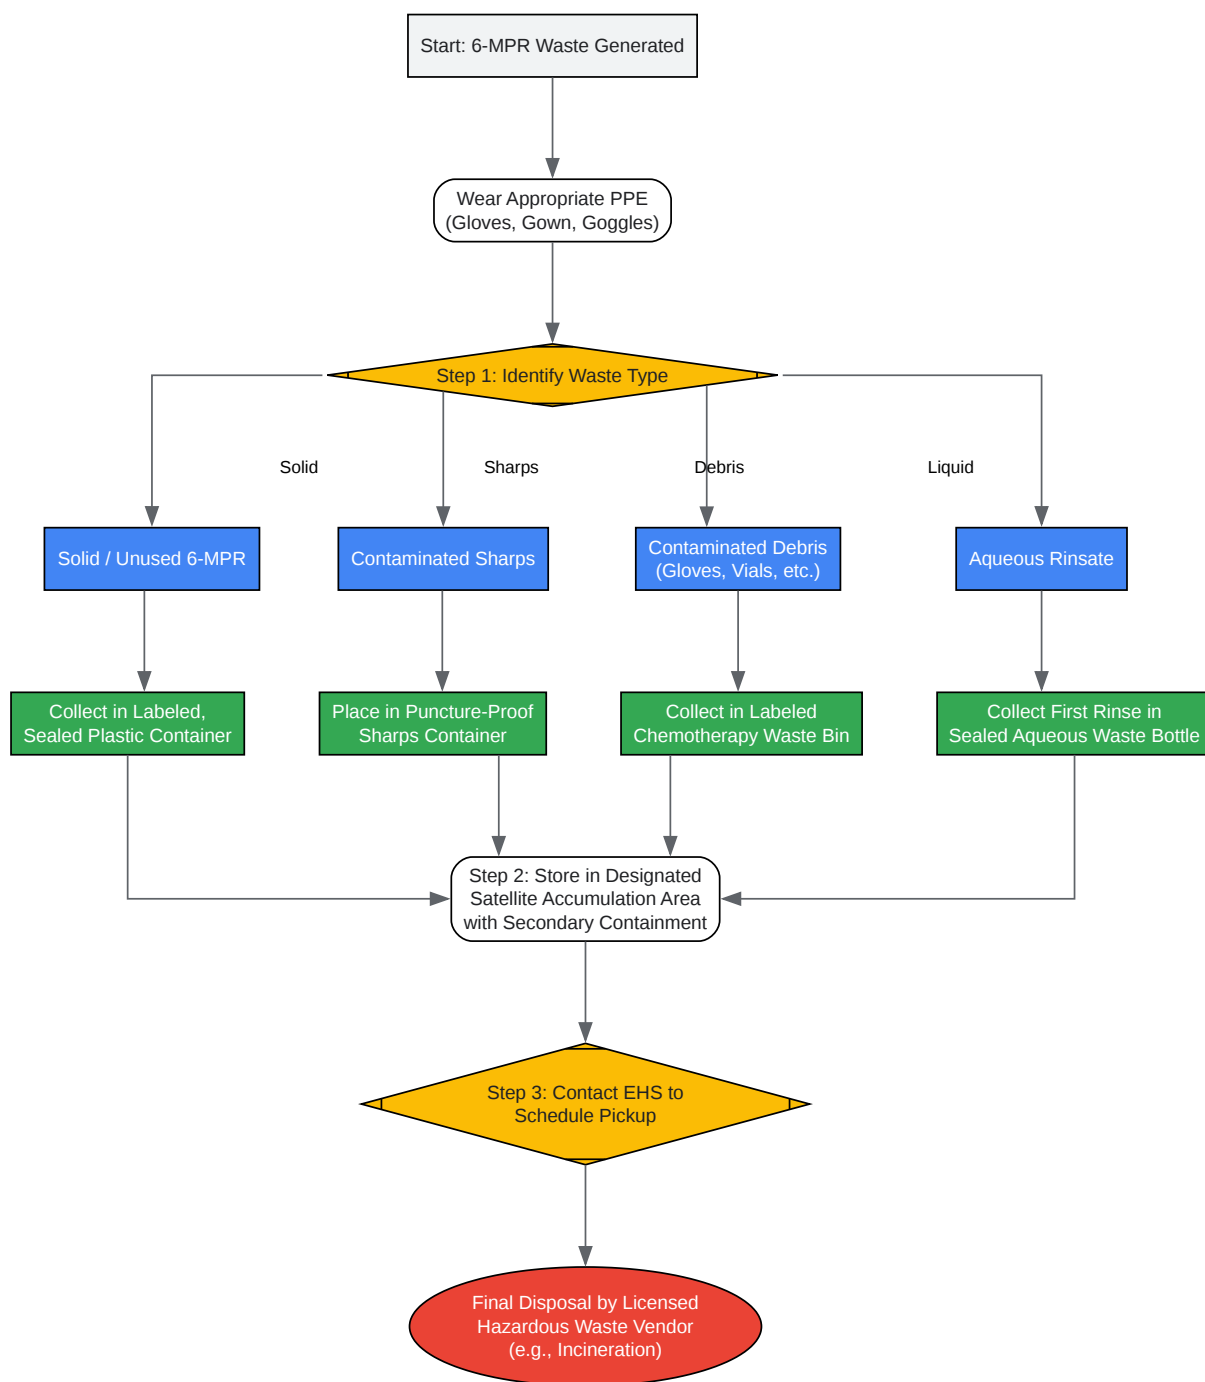 Start: 6-MPR Waste Generated
Wear Appropriate PPE
(Gloves, Gown, Goggles)
Step 1: Identify Waste Type
Solid
Sharps
Debris
Liquid
Solid / Unused 6-MPR
Contaminated Sharps
Contaminated Debris
(Gloves, Vials, etc.)
Aqueous Rinsate
Collect in Labeled,
Sealed Plastic Container
Place in Puncture-Proof
Sharps Container
Collect in Labeled
Chemotherapy Waste Bin
Collect First Rinse in
Sealed Aqueous Waste Bottle
Step 2: Store in Designated
Satellite Accumulation Area
with Secondary Containment
Step 3: Contact EHS to
Schedule Pickup
Final Disposal by Licensed
Hazardous Waste Vendor
(e.g., Incineration)